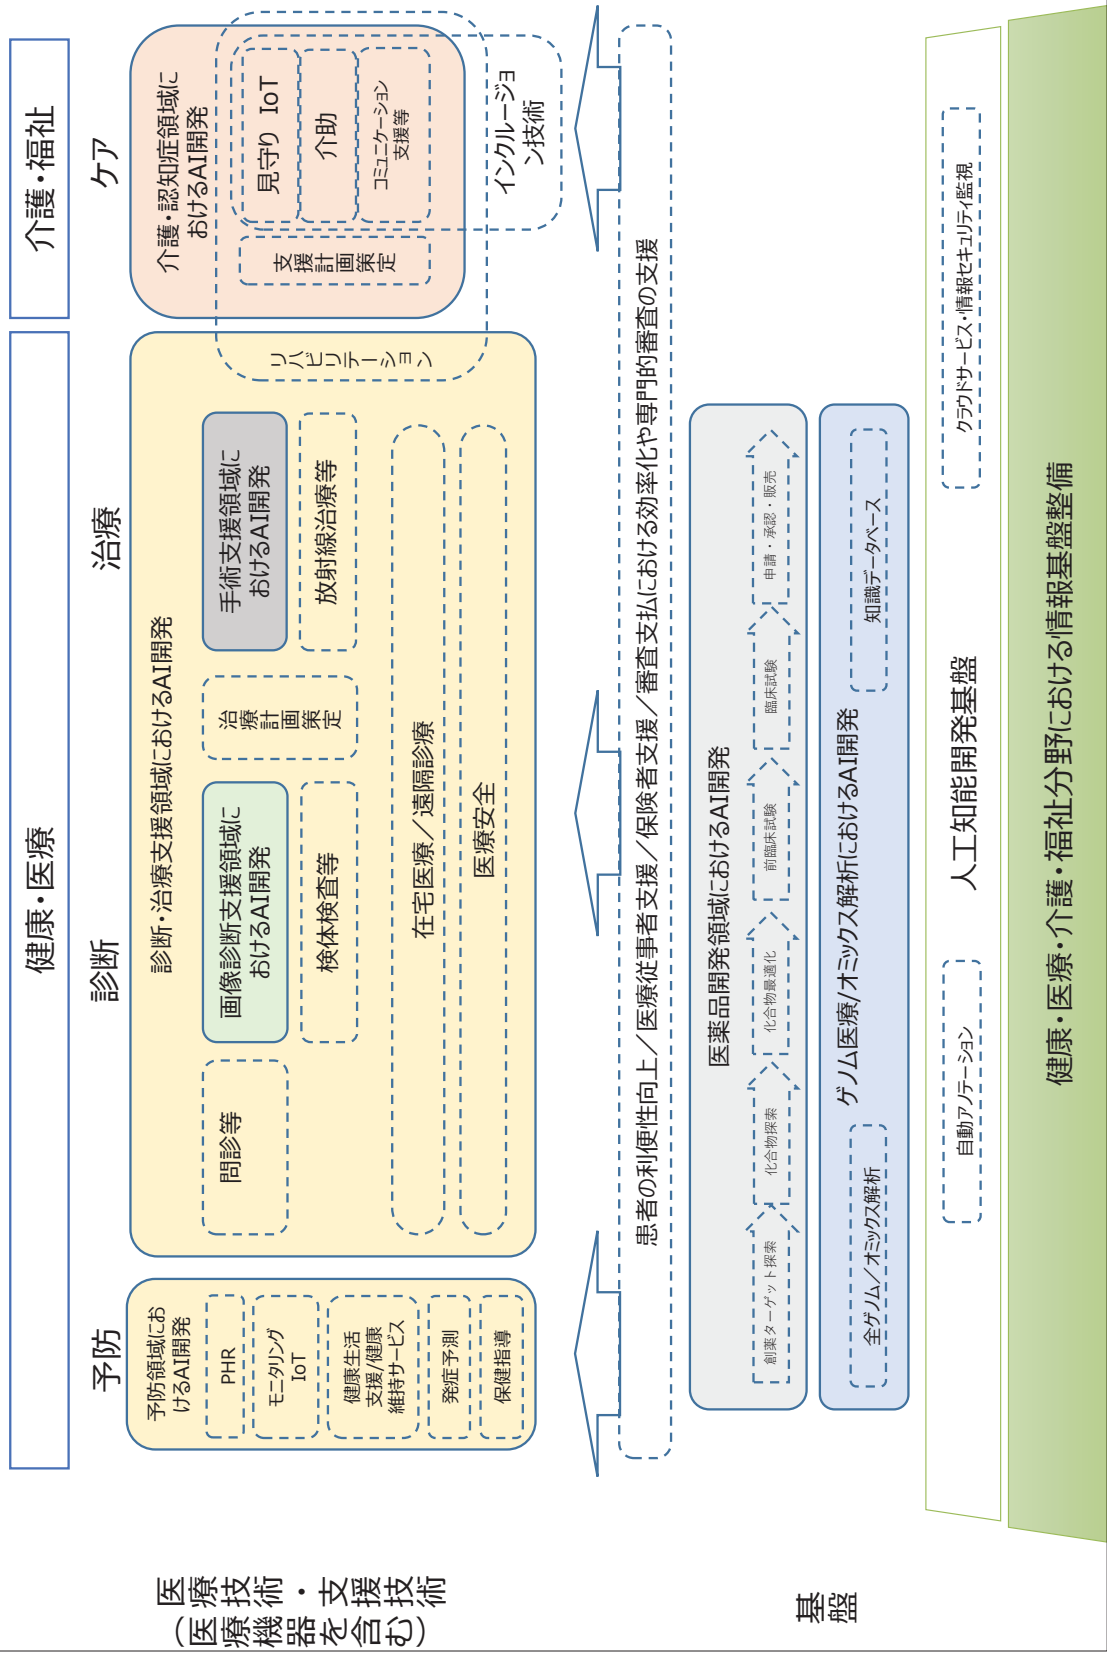 健康・医療
介護・福祉
予防
診断
治療
ケア
医療技術・支援技術
（医療機器を含む）
予防領域にお
けるAI開発
PHR
モニタリング
IoT
健康生活
支援/健康
維持サービス
発症予測
保健指導
診断・治療支援領域におけるAI開発
問診等
画像診断支援領域に
おけるAI開発
検体検査等
治療計画策定
手術支援領域に
おけるAI開発
放射線治療等
在宅医療／遠隔診療
医療安全
リハビリテーション
介護・認知症領域に
おけるAI開発
支援計画策定
見守り IoT
介助
コミュニケーション
支援等
インクルージョ
ン技術
患者の利便性向上／医療従事者支援／保険者支援／審査支払における効率化や専門的審査の支援
基盤
医薬品開発領域におけるAI開発
創薬ターゲット探索
化合物探索
化合物最適化
前臨床試験
臨床試験
申請・承認・販売
ゲノム医療/オミックス解析におけるAI開発
全ゲノム／オミックス解析
知識データベース
人工知能開発基盤
自動アノテーション
クラウドサービス・情報セキュリティ監視
健康・医療・介護・福祉分野における情報基盤整備